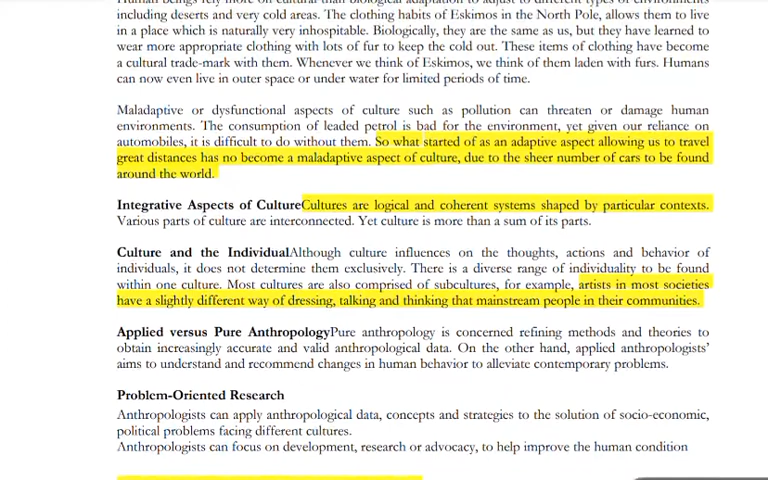 Human beings rely more on cultural than biological adaptation to adjust to different types of environments
including deserts and very cold areas. The clothing habits of Eskimos in the North Pole, allows them to live
in a place which is naturally very inhospitable. Biologically, they are the same as us, but they have learned to
wear more appropriate clothing with lots of fur to keep the cold out. These items of clothing have become
a cultural trade-mark with them. Whenever we think of Eskimos, we think of them laden with furs. Humans
can now even live in outer space or under water for limited periods of time.
Maladaptive or dysfunctional aspects of culture such as pollution can threaten or damage human
environments. The consumption of leaded petrol is bad for the environment, yet given our reliance on
automobiles, it is difficult to do without them. So what started of as an adaptive aspect allowing us to travel
great distances has no become a maladaptive aspect of culture, due to the sheer number of cars to be found
around the world.
Integrative Aspects of CultureCultures are logical and coherent systems shaped by particular contexts.
Various parts of culture are interconnected. Yet culture is more than a sum of its parts.
Culture and the IndividualAlthough culture influences on the thoughts, actions and behavior of
individuals, it does not determine them exclusively. There is a diverse range of individuality to be found
within one culture. Most cultures are also comprised of subcultures, for example, artists in most societies
have a slightly different way of dressing, talking and thinking that mainstream people in their communities.
Applied versus Pure AnthropologyPure anthropology is concerned refining methods and theories to
obtain increasingly accurate and valid anthropological data. On the other hand, applied anthropologists’
aims to understand and recommend changes in human behavior to alleviate contemporary problems.
Problem-Oriented Research
Anthropologists can apply anthropological data, concepts and strategies to the solution of socio-economic,
political problems facing different cultures.
Anthropologists can focus on development, research or advocacy, to help improve the human condition